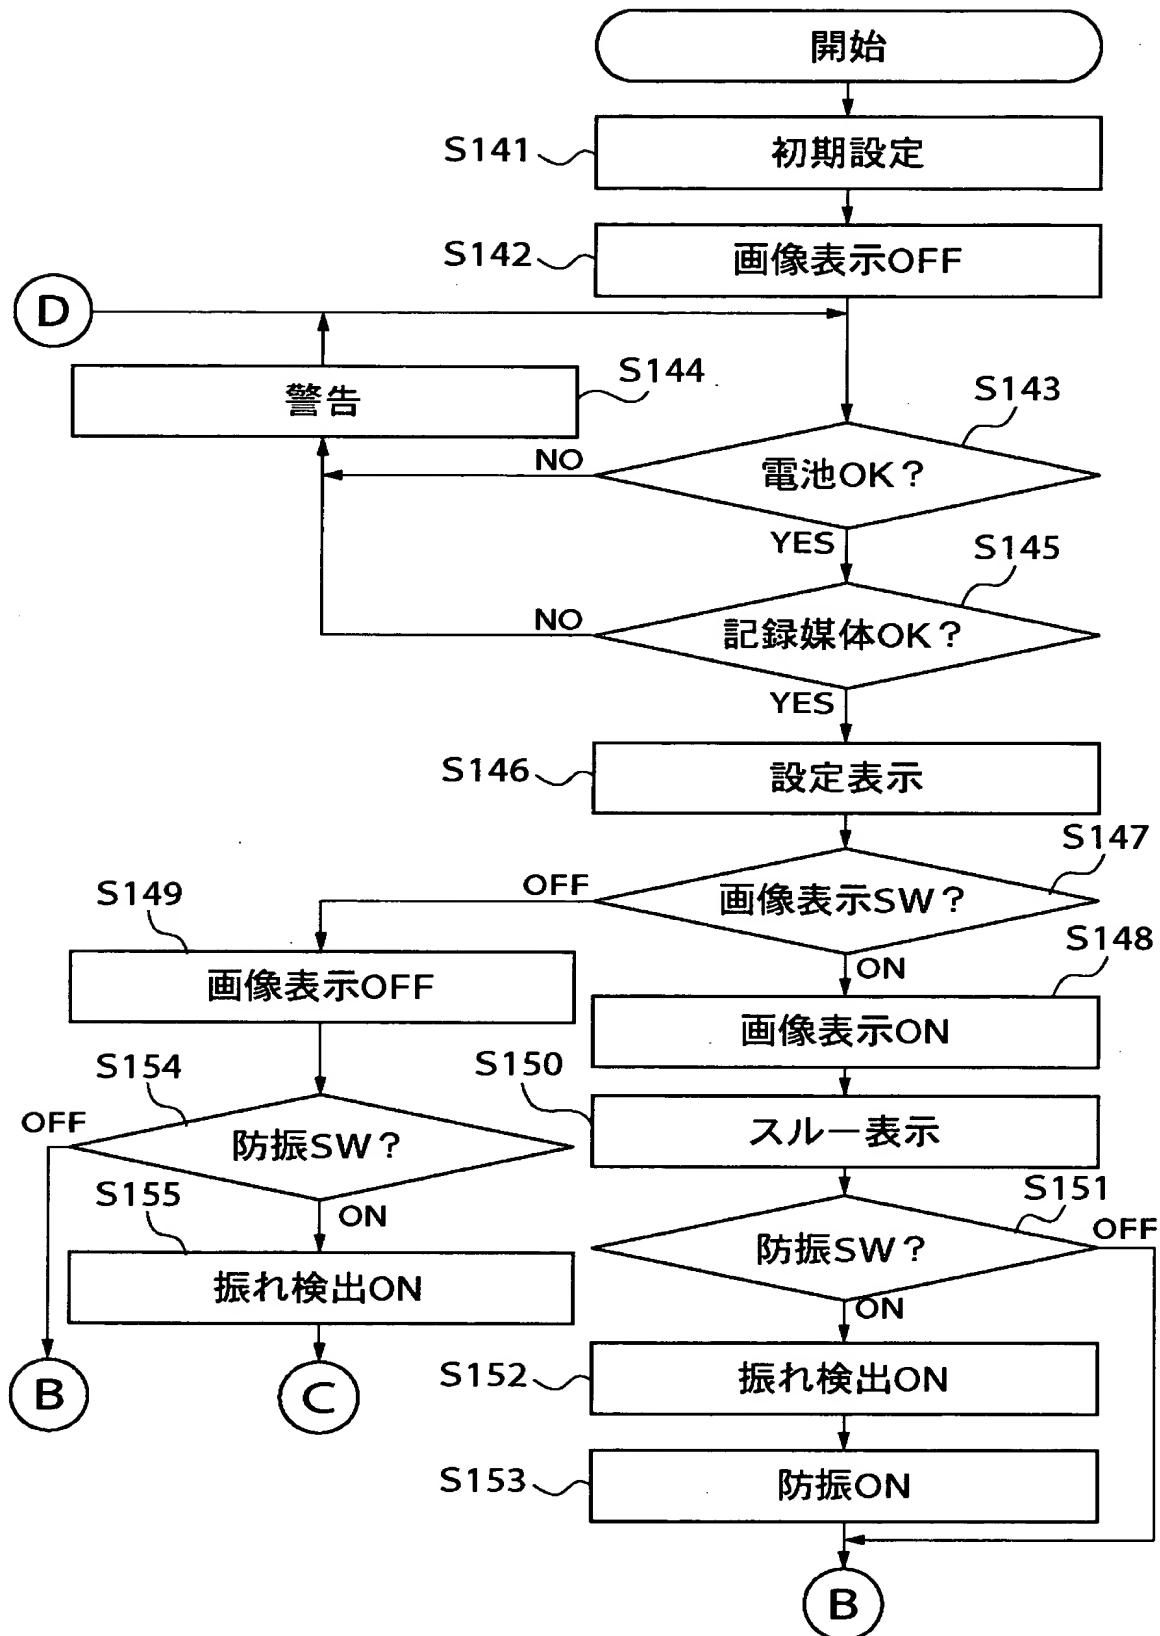 開始
S141
初期設定
S142
画像表示OFF
D
S144
警告
S143
電池OK？
NO
YES
S145
記録媒体OK？
NO
YES
S146
設定表示
S147
画像表示SW？
OFF
ON
S149
画像表示OFF
S148
画像表示ON
S154
防振SW？
OFF
ON
S150
スルー表示
S155
振れ検出ON
S151
防振SW？
OFF
ON
B
C
S152
振れ検出ON
S153
防振ON
B